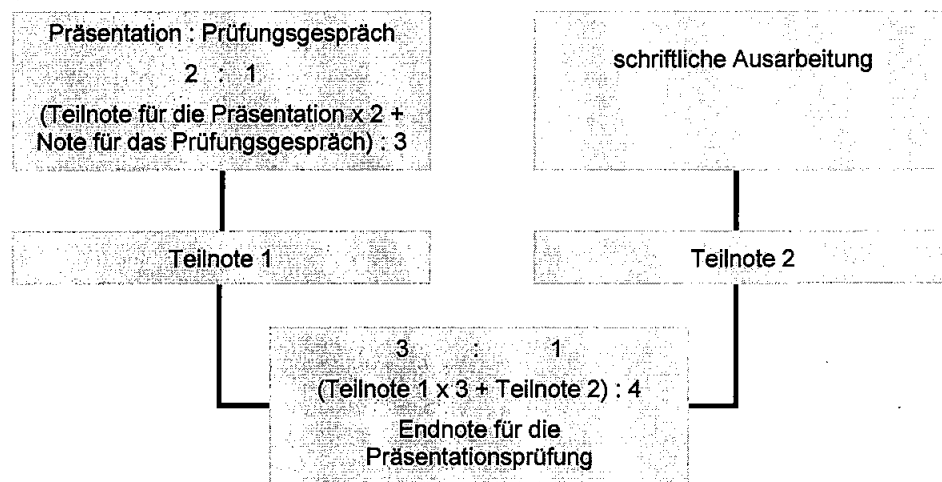 Präsentation : Prüfungsgespräch
2 : 1
(Teilnote für die Präsentation x 2 +
Note für das Prüfungsgespräch) : 3
schriftliche Ausarbeitung
Teilnote 1
Teilnote 2
3 : 1
(Teilnote 1 x 3 + Teilnote 2) : 4
Endnote für die
Präsentationsprüfung